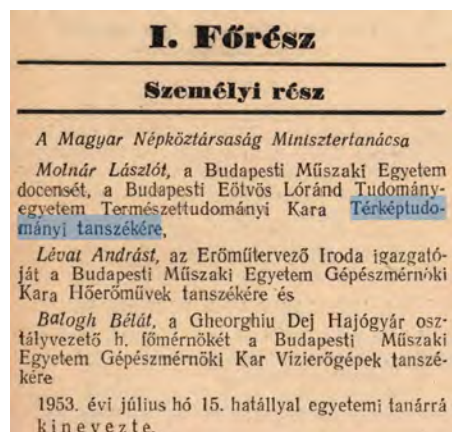 I. Főrész
Személyi rész
A Magyar Népköztársaság Minisztertanácsa
Molnár Lászlót, a Budapesti Műszaki Egyetem
docensét, a Budapesti Eötvös Lóránd Tudomány-
egyetem Természettudományi Kara Térképtudo-
mányi tanszékére,
Lévai Andrást, az Erőműtervező Iroda igazgató-
ját a Budapesti Műszaki Egyetem Gépészmérnöki
Kara Hőerőművek tanszékére és
Balogh Bélát, a Gheorghiu Dej Hajógyár osz-
tályvezető h. főmérnökét a Budapesti Műszaki
Egyetem Gépészmérnöki Kar Vízierőgépek tanszé-
kére
1953. évi július hó 15. hatállyal egyetemi tanárrá
kinevezte.